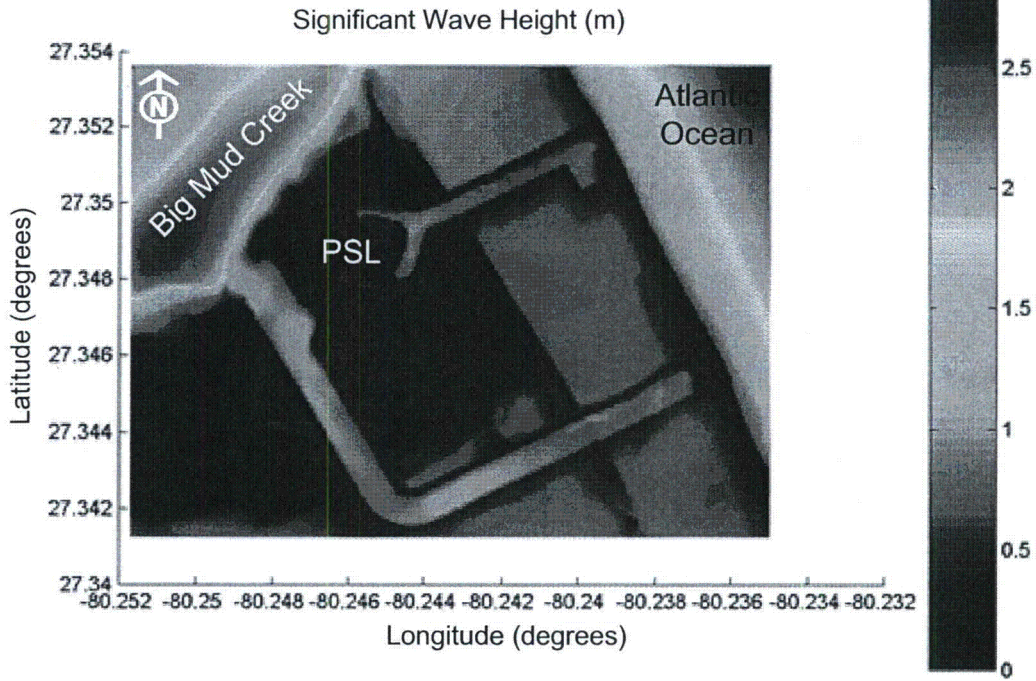 Significant Wave Height (m)
27.354
27.352
27.35
27.348
27.346
27.344
27.342
27.34
Latitude (degrees)
N
Big Mud Creek
PSL
Atlantic
Ocean
-80.252 -80.25 -80.248 -80.246 -80.244 -80.242 -80.24 -80.238 -80.236 -80.234 -80.232
Longitude (degrees)
2.5
2
1.5
1
0.5
0